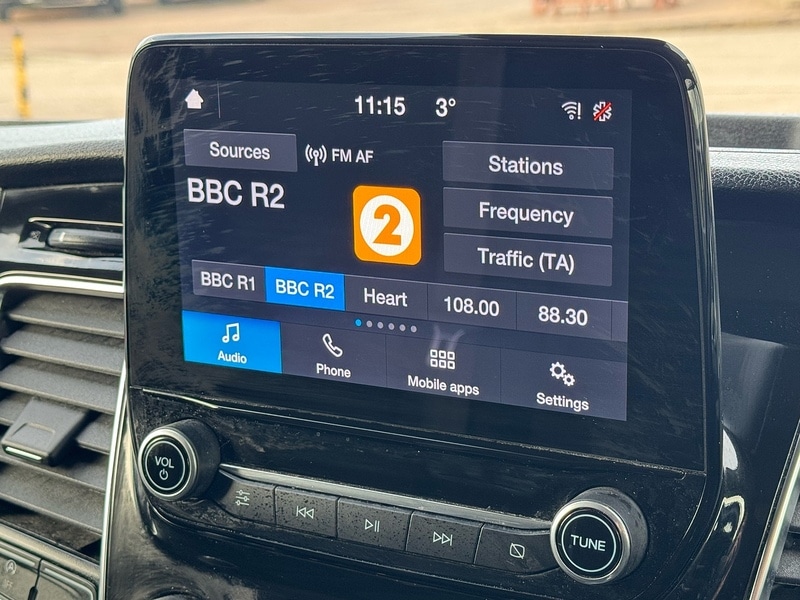 11:15 3°
Sources FM AF
Stations
BBC R2
2
Frequency
Traffic (TA)
BBC R1 BBC R2 Heart 108.00 88.30
Audio Phone Mobile apps Settings
VOL
TUNE